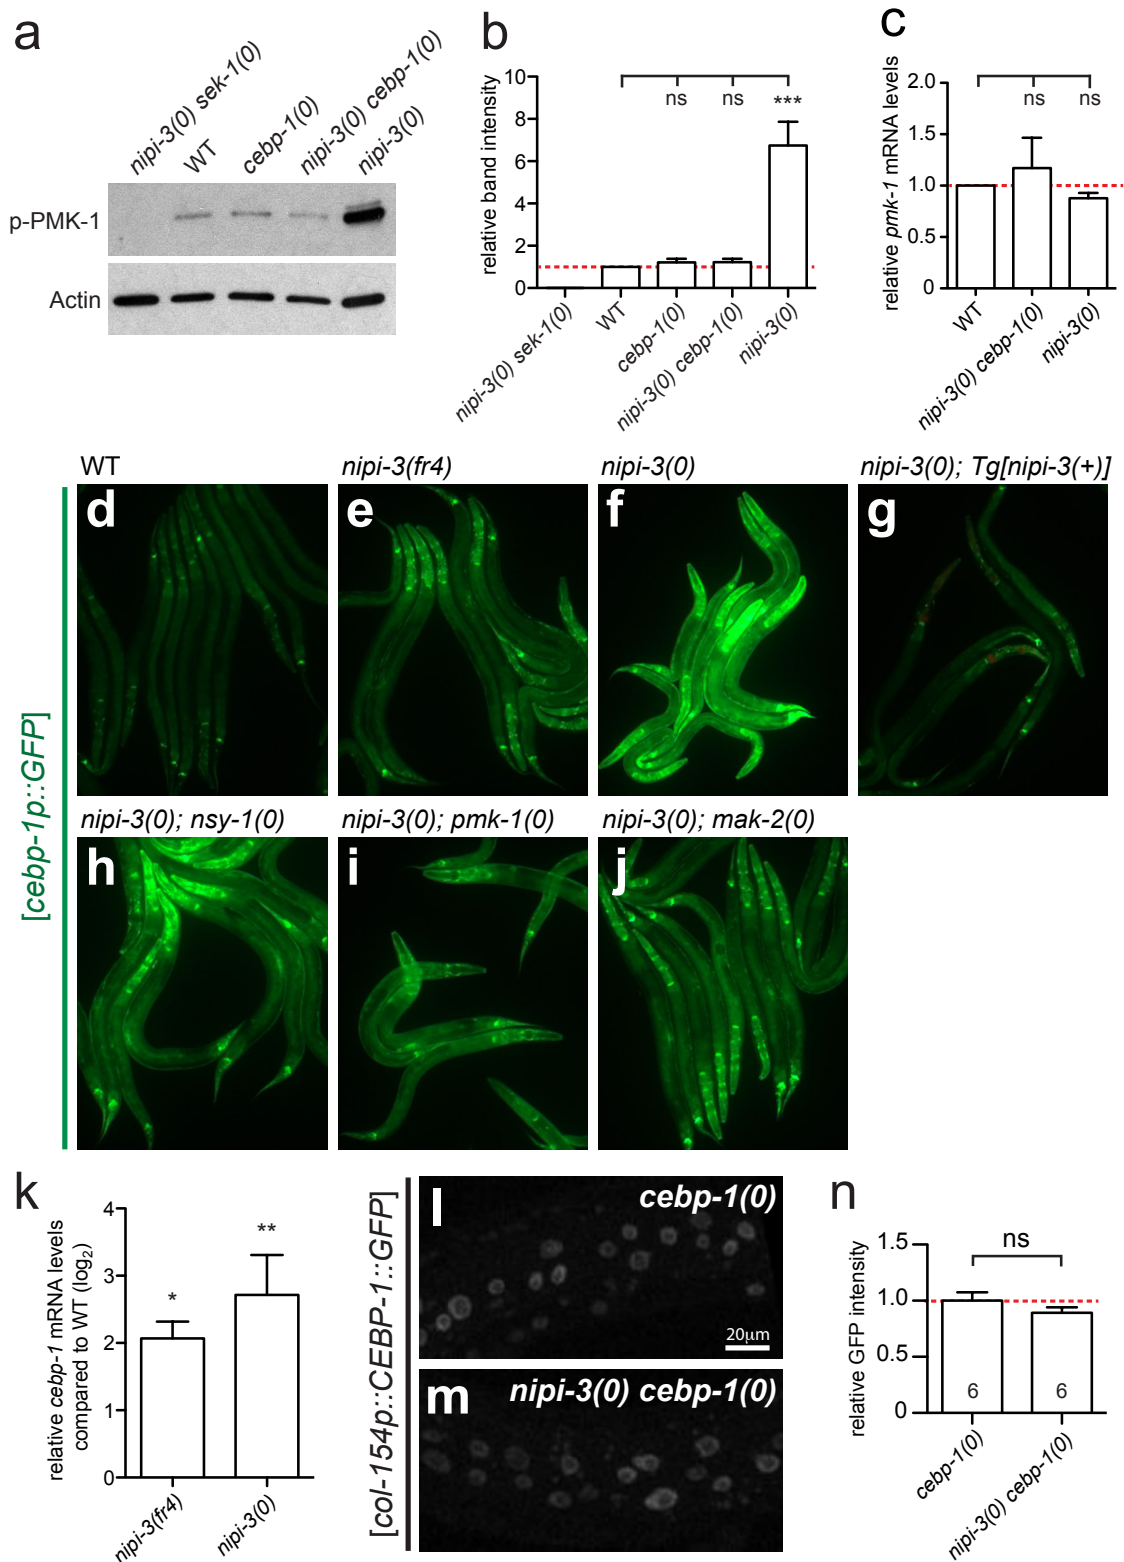 a
nipi-3(0) sek-1(0)
WT
cebp-1(0)
nipi-3(0) cebp-1(0)
nipi-3(0)
p-PMK-1
Actin
b
relative band intensity
10
8
6
4
2
0
ns
ns
***
nipi-3(0) sek-1(0)
WT
cebp-1(0)
nipi-3(0) cebp-1(0)
nipi-3(0)
c
relative pmk-1 mRNA levels
2.0
1.5
1.0
0.5
0
ns
ns
WT
nipi-3(0) cebp-1(0)
nipi-3(0)
[cebp-1p::GFP]
WT
d
nipi-3(fr4)
e
nipi-3(0)
f
nipi-3(0); Tg[nipi-3(+)]
g
nipi-3(0); nsy-1(0)
h
nipi-3(0); pmk-1(0)
i
nipi-3(0); mak-2(0)
j
k
relative cebp-1 mRNA levels
compared to WT (log2)
4
3
2
1
0
*
**
nipi-3(fr4)
nipi-3(0)
[col-154p::CEBP-1::GFP]
l
cebp-1(0)
20μm
m
nipi-3(0) cebp-1(0)
n
relative GFP intensity
1.5
1.0
0.5
0
ns
6
6
cebp-1(0)
nipi-3(0) cebp-1(0)